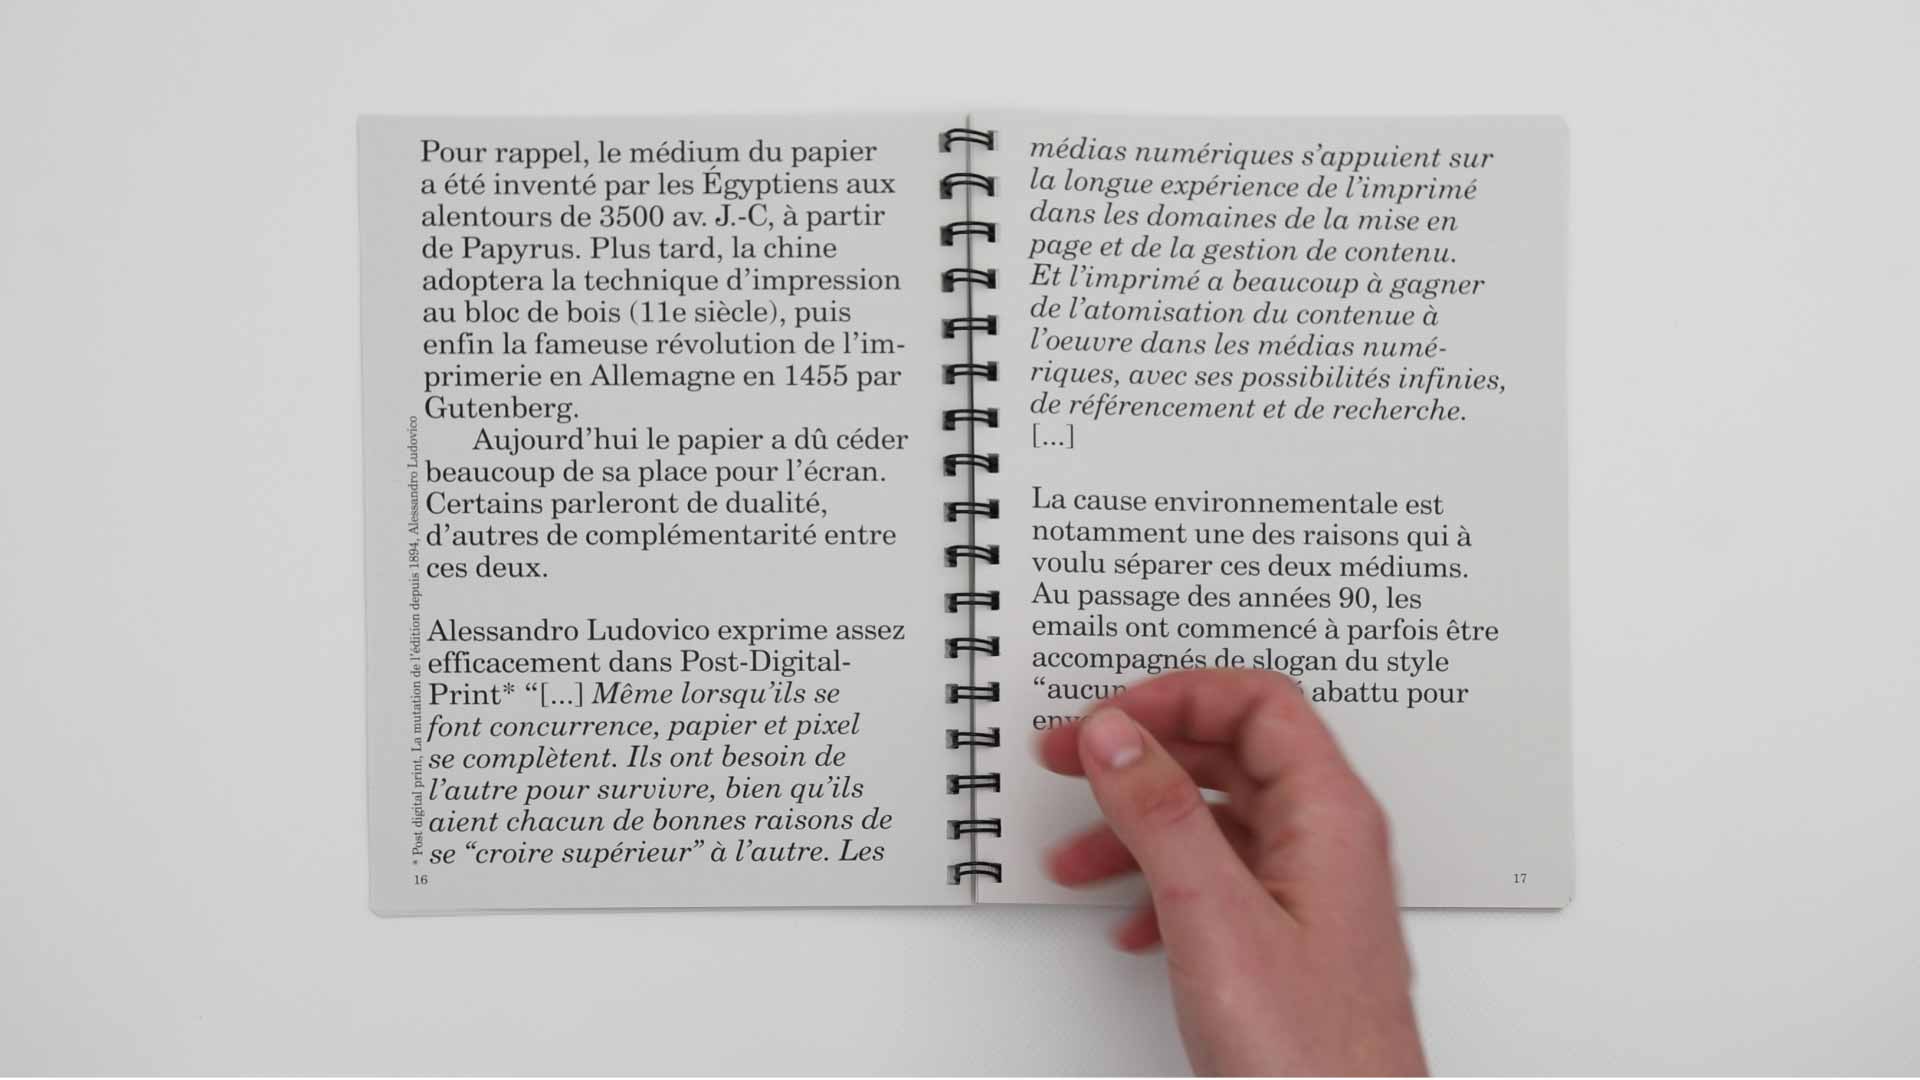 Pour rappel, le médium du papier
a été inventé par les Égyptiens aux
alentours de 3500 av. J.-C, à partir
de Papyrus. Plus tard, la chine
adoptera la technique d’impression
au bloc de bois (11e siècle), puis
enfin la fameuse révolution de l’im-
primerie en Allemagne en 1455 par
Gutenberg.
Aujourd’hui le papier a dû céder
beaucoup de sa place pour l’écran.
Certains parleront de dualité,
d’autres de complémentarité entre
ces deux.
Alessandro Ludovico exprime assez
efficacement dans Post-Digital-
Print* “[...] Même lorsqu’ils se
font concurrence, papier et pixel
se complètent. Ils ont besoin de
l’autre pour survivre, bien qu’ils
aient chacun de bonnes raisons de
se “croire supérieur” à l’autre. Les
* Post digital print, La mutation de l’édition depuis 1894, Alessandro Ludovico
16
médias numériques s’appuient sur
la longue expérience de l’imprimé
dans les domaines de la mise en
page et de la gestion de contenu.
Et l’imprimé a beaucoup à gagner
de l’atomisation du contenue à
l’oeuvre dans les médias numé-
riques, avec ses possibilités infinies,
de référencement et de recherche.
[...]
La cause environnementale est
notamment une des raisons qui à
voulu séparer ces deux médiums.
Au passage des années 90, les
emails ont commencé à parfois être
accompagnés de slogan du style
“aucun abattu pour
17